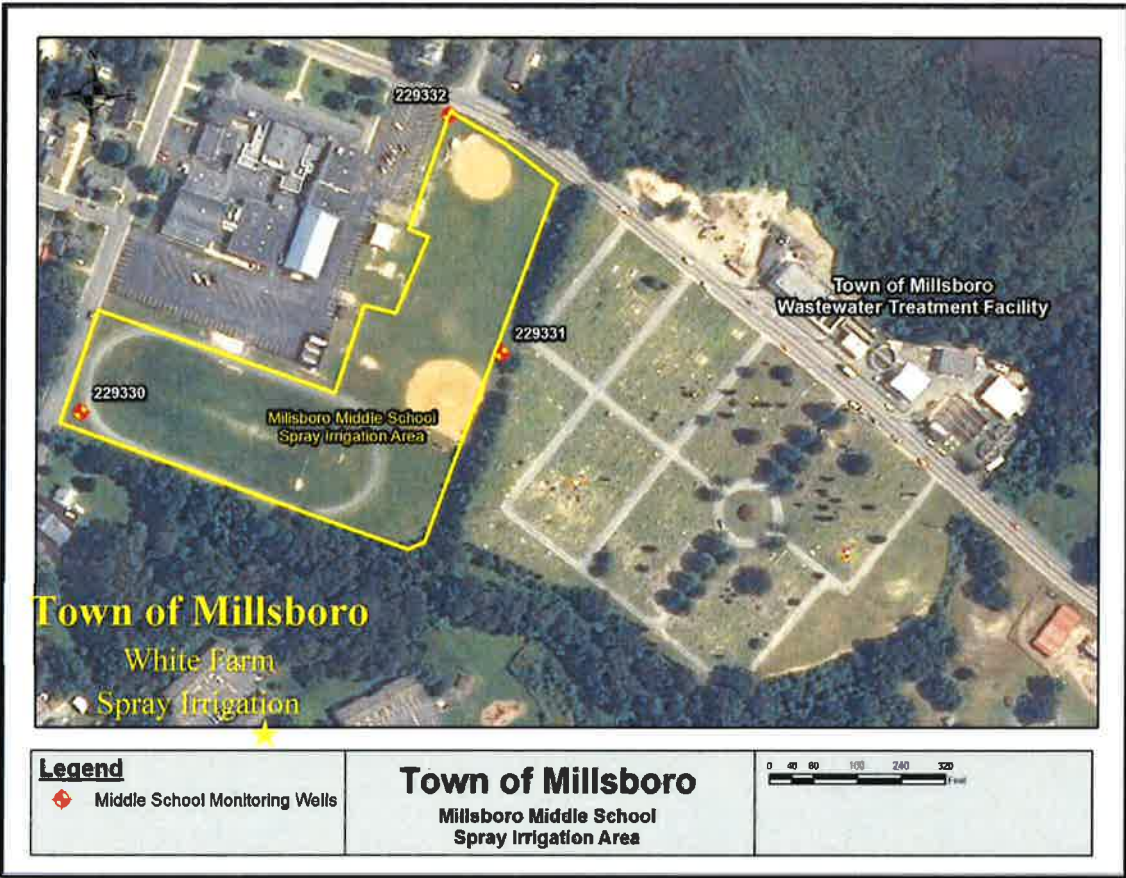 N
229332
Town of Millsboro
Wastewater Treatment Facility
229331
229330
Millsboro Middle School
Spray Irrigation Area
Town of Millsboro
White Farm
Spray Irrigation
Legend
Middle School Monitoring Wells
Town of Millsboro
Millsboro Middle School
Spray Irrigation Area
0 40 80 160 240 320
Feet